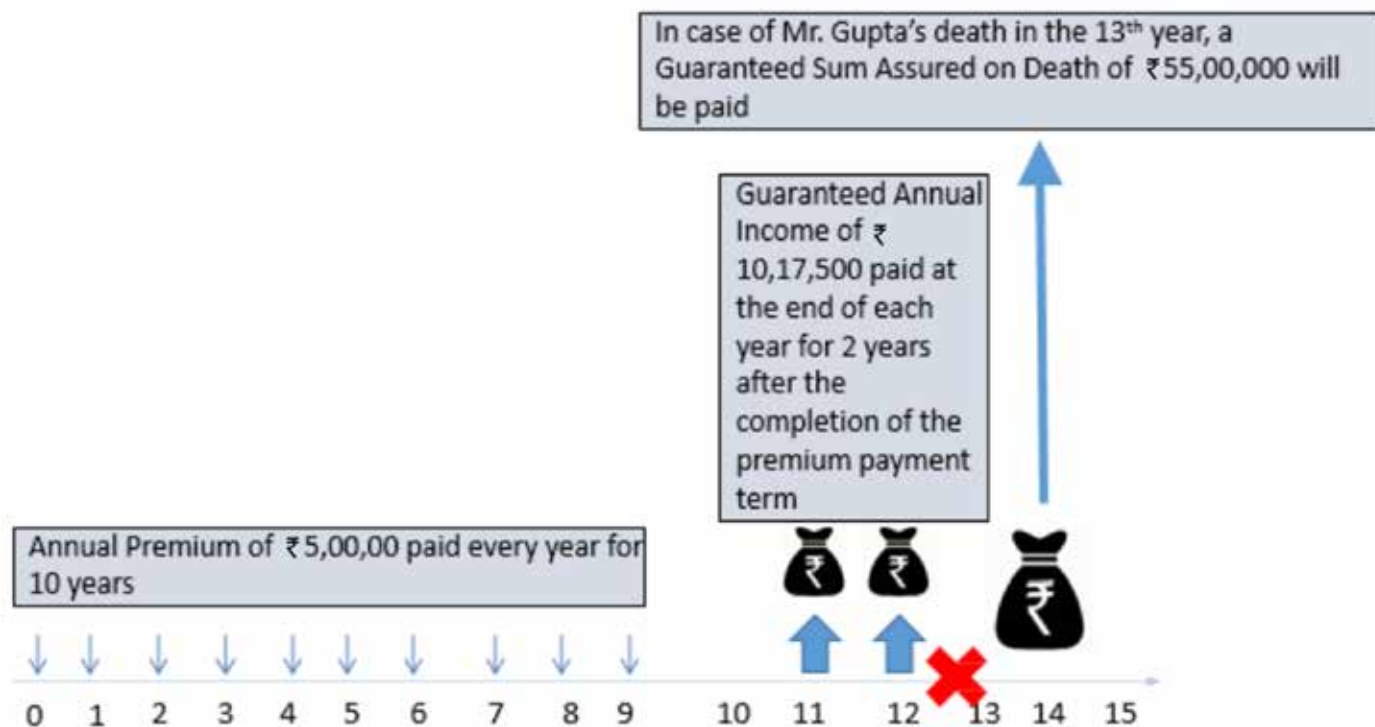 In case of Mr. Gupta's death in the 13th year, a
Guaranteed Sum Assured on Death of ₹55,00,000 will
be paid
Guaranteed Annual
Income of ₹
10,17,500 paid at
the end of each
year for 2 years
after the
completion of the
premium payment
term
Annual Premium of ₹5,00,00 paid every year for
10 years
₹ ₹ ₹
0 1 2 3 4 5 6 7 8 9 10 11 12 13 14 15